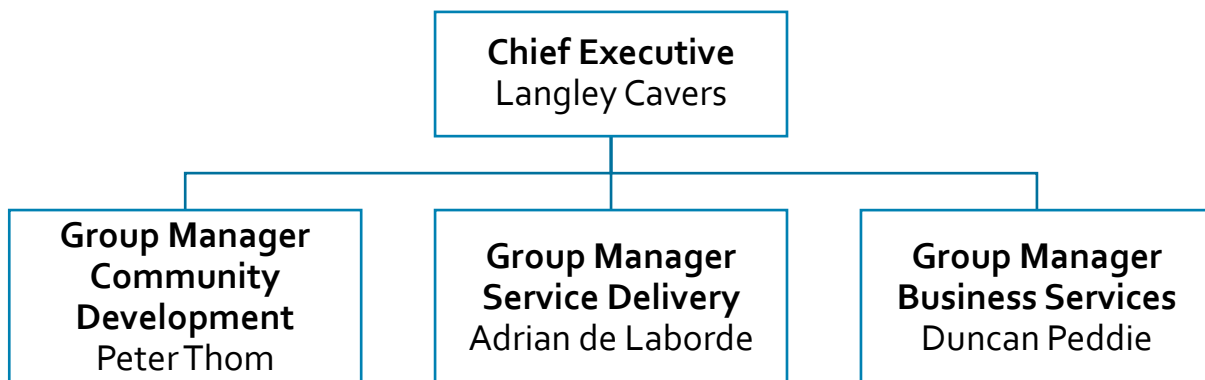 Chief Executive
Langley Cavers
Group Manager
Community
Development
Peter Thom
Group Manager
Service Delivery
Adrian de Laborde
Group Manager
Business Services
Duncan Peddie